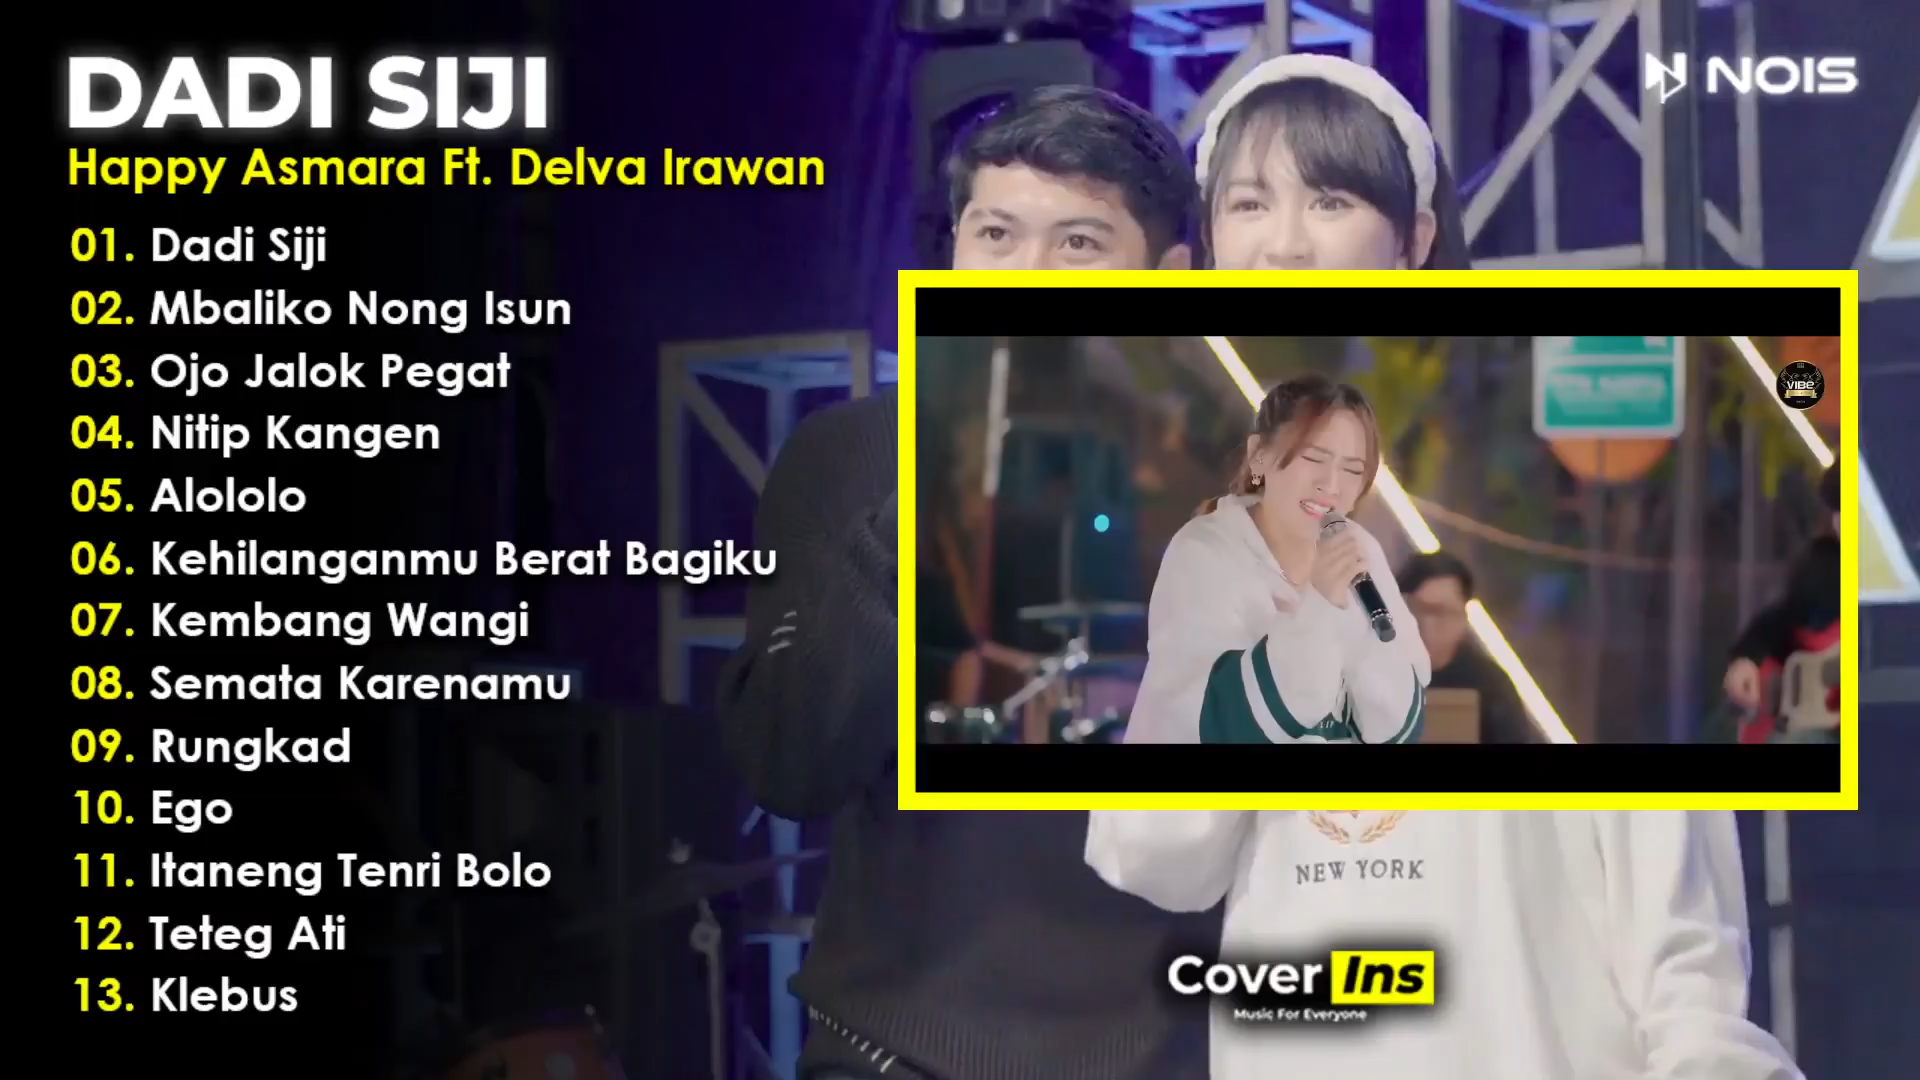 DADI SIJI
Happy Asmara Ft. Delva Irawan
01. Dadi Siji
02. Mbaliko Nong Isun
03. Ojo Jalok Pegat
04. Nitip Kangen
05. Alololo
06. Kehilanganmu Berat Bagiku
07. Kembang Wangi
08. Semata Karenamu
09. Rungkad
10. Ego
11. Itaneng Tenri Bolo
12. Teteg Ati
13. Klebus
NOIS
VIBE
NEW YORK
Cover Ins
Music For Everyone